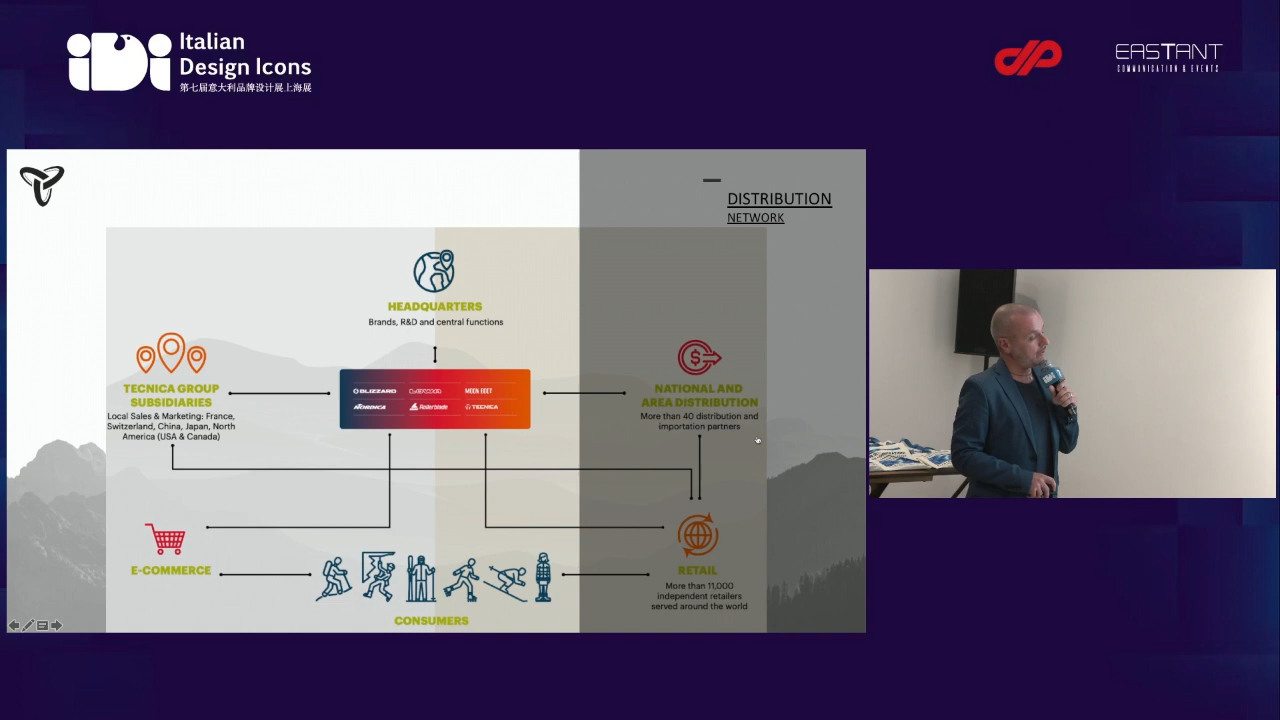 iDi
Italian
Design Icons
第七届意大利品牌设计展上海展
EASTANT
COMMUNICATION & EVENTS
DISTRIBUTION
NETWORK
HEADQUARTERS
Brands, R&D and central functions
TECNICA GROUP
SUBSIDIARIES
Local Sales & Marketing: France,
Switzerland, China, Japan, North
America (USA & Canada)
BLIZZARD
MOON BOOT
NORDICA
Rollerblade
TECNICA
NATIONAL AND
AREA DISTRIBUTION
More than 40 distribution and
importation partners
E-COMMERCE
CONSUMERS
RETAIL
More than 11,000
independent retailers
served around the world